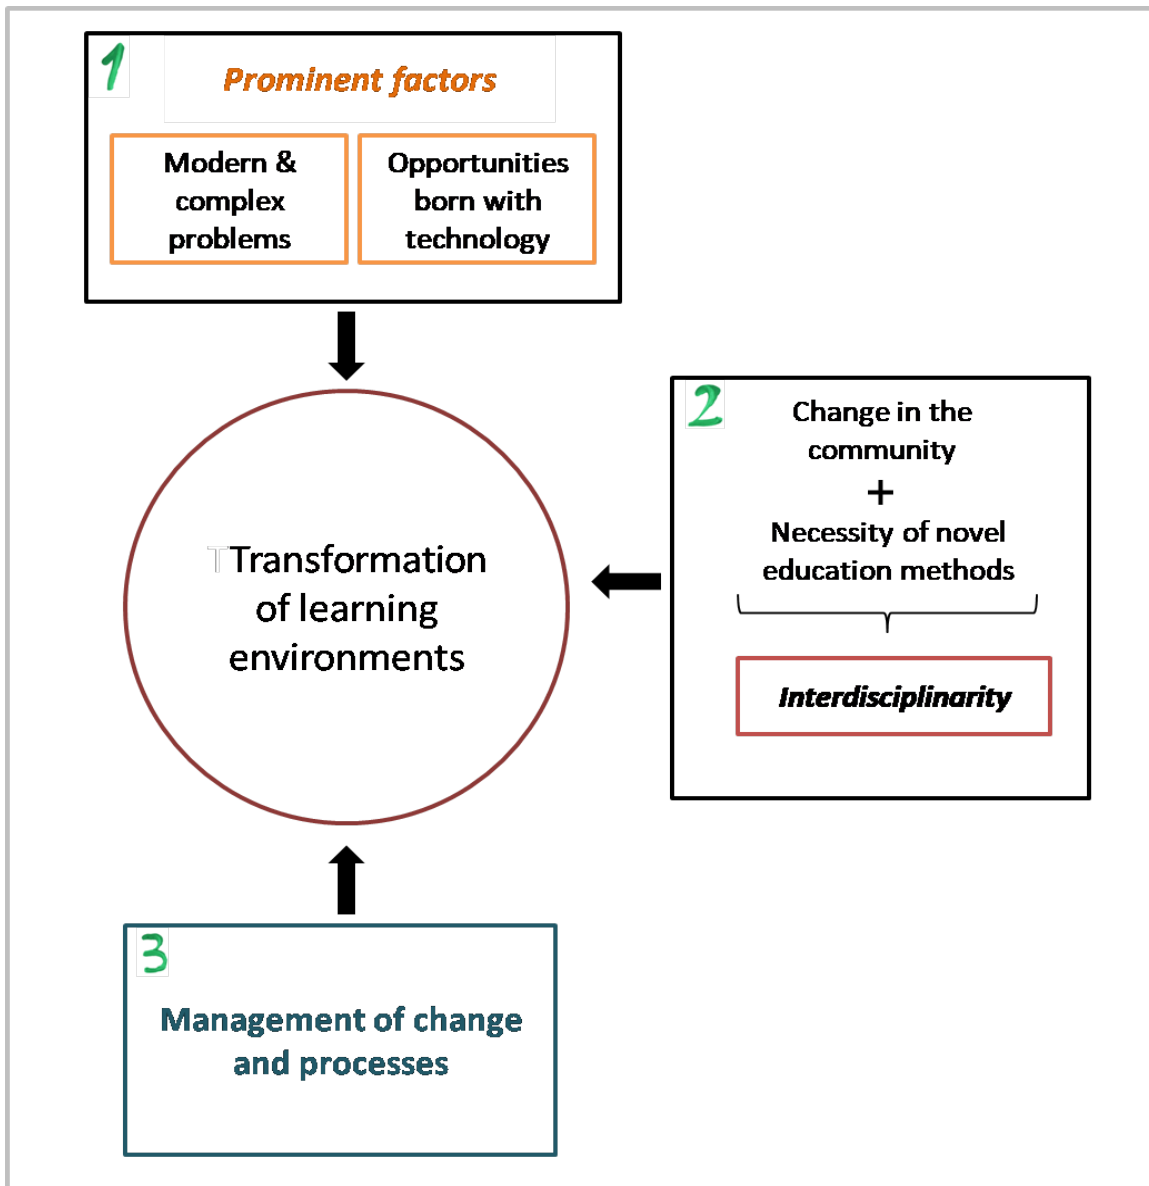 1
Prominent factors
Modern &
complex
problems
Opportunities
born with
technology
2
Change in the
community
+
Necessity of novel
education methods
Interdisciplinarity
TTransformation
of learning
environments
3
Management of change
and processes